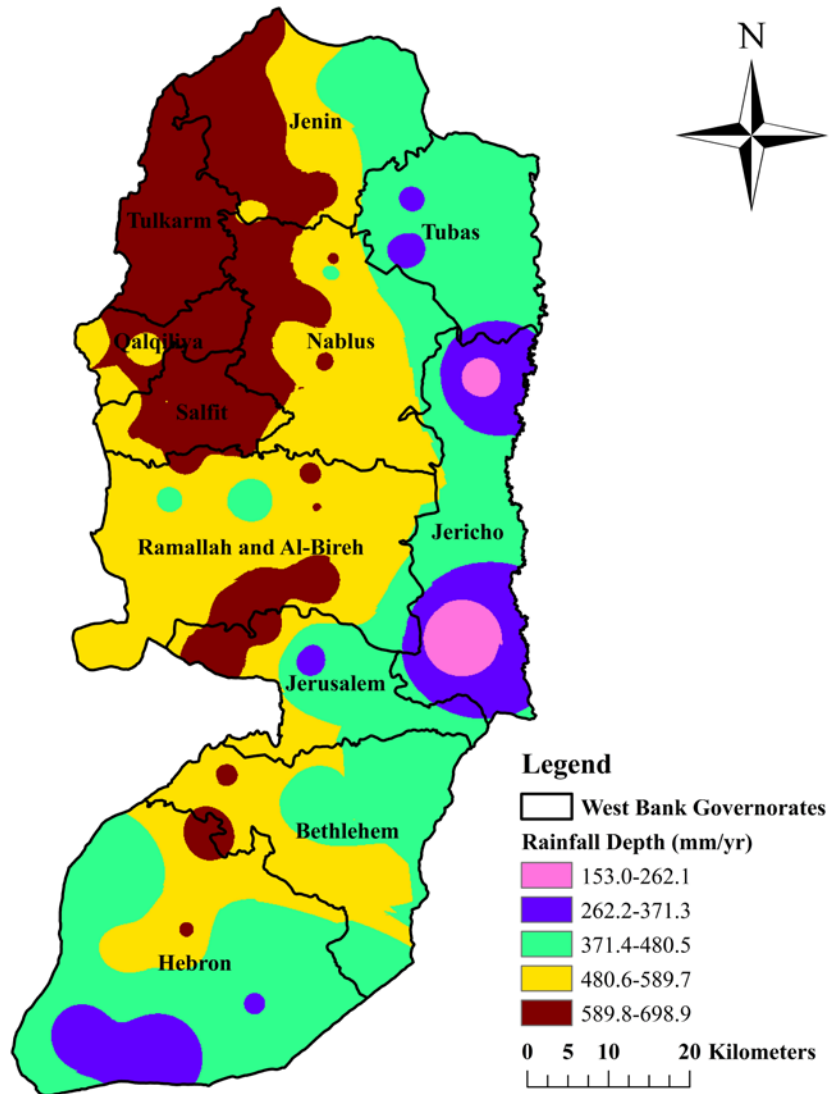 N
Jenin
Tulkarm
Tubas
Qalqiliya
Nablus
Salfit
Jericho
Ramallah and Al-Bireh
Jerusalem
Bethlehem
Hebron
Legend
West Bank Governorates
Rainfall Depth (mm/yr)
153.0-262.1
262.2-371.3
371.4-480.5
480.6-589.7
589.8-698.9
0 5 10 20 Kilometers